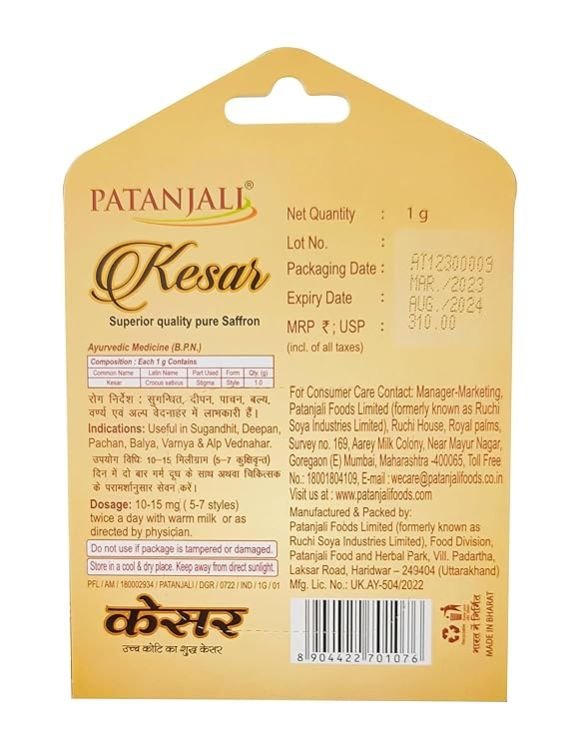 PATANJALI®
Kesar
Superior quality pure Saffron
Ayurvedic Medicine (B.P.N.)
Composition : Each 1 g Contains
Common Name Latin Name Part Used Form Qty. (g)
Kesar Crocus sativus Stigma Style 1.0
रोग निर्देश : सुगन्धित, दीपन, पाचन, बल्य,
वर्ण्य एवं अल्प वेदनाहर में लाभकारी हैं।
Indications: Useful in Sugandhit, Deepan,
Pachan, Balya, Varnya & Alp Vednahar.
उपयोग विधि: 10–15 मिलीग्राम (5–7 कुक्षिवृन्त)
दिन में दो बार गर्म दूध के साथ अथवा चिकित्सक
के परामर्शानुसार सेवन करें।
Dosage: 10-15 mg ( 5-7 styles)
twice a day with warm milk or as
directed by physician.
Do not use if package is tampered or damaged.
Store in a cool & dry place. Keep away from direct sunlight.
PFL / AM / 180002934 / PATANJALI / DGR / 0722 / IND / 1G / 01
केसर
उच्च कोटि का शुद्ध केसर
Net Quantity : 1 g
Lot No. : AT12300009
Packaging Date : MAR./2023
Expiry Date : AUG./2024
MRP ₹ ; USP : 310.00
(incl. of all taxes)
For Consumer Care Contact: Manager-Marketing,
Patanjali Foods Limited (formerly known as Ruchi
Soya Industries Limited), Ruchi House, Royal palms,
Survey no. 169, Aarey Milk Colony, Near Mayur Nagar,
Goregaon (E) Mumbai, Maharashtra -400065, Toll Free
No.: 18001804109, E-mail : wecare@patanjalifoods.co.in
Visit us at : www.patanjalifoods.com
Manufactured & Packed by:
Patanjali Foods Limited (formerly known as
Ruchi Soya Industries Limited), Food Division,
Patanjali Food and Herbal Park, Vill. Padartha,
Laksar Road, Haridwar – 249404 (Uttarakhand)
Mfg. Lic. No.: UK.AY-504/2022
8 904422 701076
भारत में निर्मित
MADE IN BHARAT